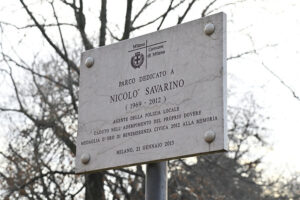 Milano
Comune
di Milano
PARCO DEDICATO A
NICOLO' SAVARINO
( 1969 - 2012 )
AGENTE DELLA POLIZIA LOCALE
CADUTO NELL'ADEMPIMENTO DEL PROPRIO DOVERE
MEDAGLIA D'ORO DI BENEMERENZA CIVICA 2012 ALLA MEMORIA
MILANO, 21 GENNAIO 2013